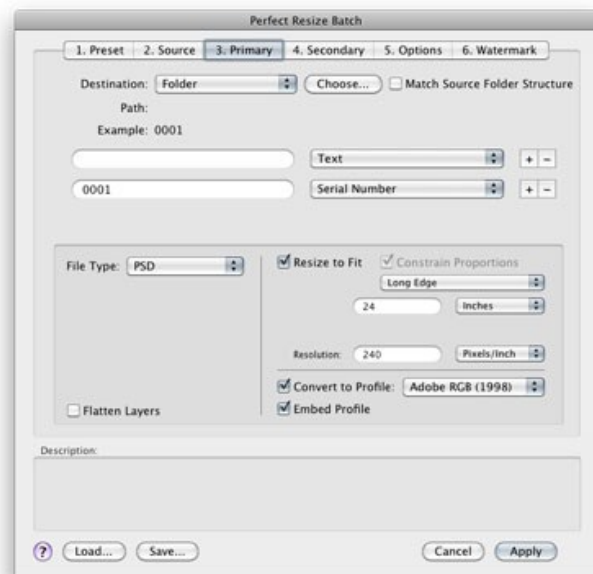 Perfect Resize Batch
1. Preset 2. Source 3. Primary 4. Secondary 5. Options 6. Watermark
Destination: Folder Choose... Match Source Folder Structure
Path:
Example: 0001
Text + −
0001 Serial Number + −
File Type: PSD
Resize to Fit Constrain Proportions
Long Edge
24 Inches
Resolution: 240 Pixels/Inch
Convert to Profile: Adobe RGB (1998)
Flatten Layers Embed Profile
Description:
? Load... Save... Cancel Apply